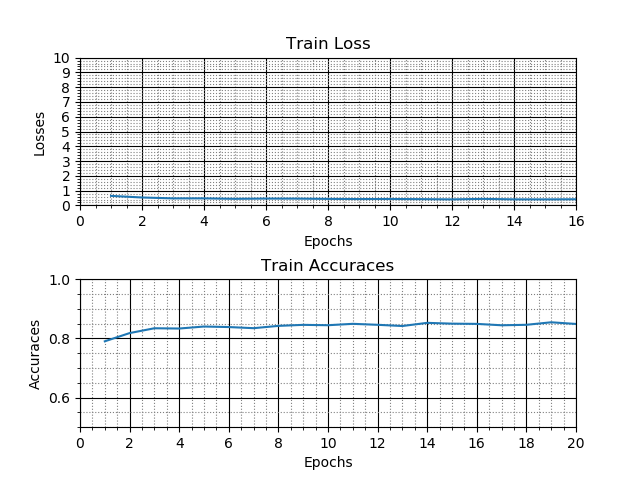 Train Loss
10
9
8
7
6
5
4
3
2
1
0
Losses
0 2 4 6 8 10 12 14 16
Epochs
Train Accuraces
1.0
0.8
0.6
Accuraces
0 2 4 6 8 10 12 14 16 18 20
Epochs